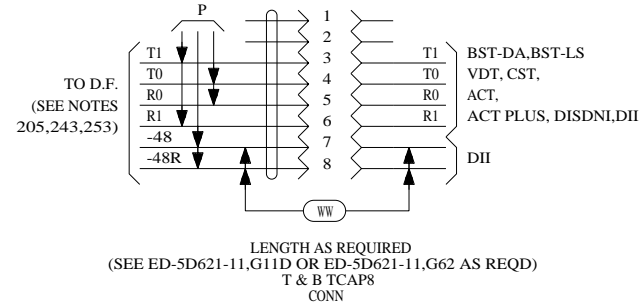 P
1
2
T1 3 T1 BST-DA,BST-LS
T0 4 T0 VDT, CST,
R0 5 R0 ACT,
R1 6 R1 ACT PLUS, DISDNI,DII
-48 7
-48R 8 DII
TO D.F.
(SEE NOTES
205,243,253)
WW
LENGTH AS REQUIRED
(SEE ED-5D621-11,G11D OR ED-5D621-11,G62 AS REQD)
T & B TCAP8
CONN